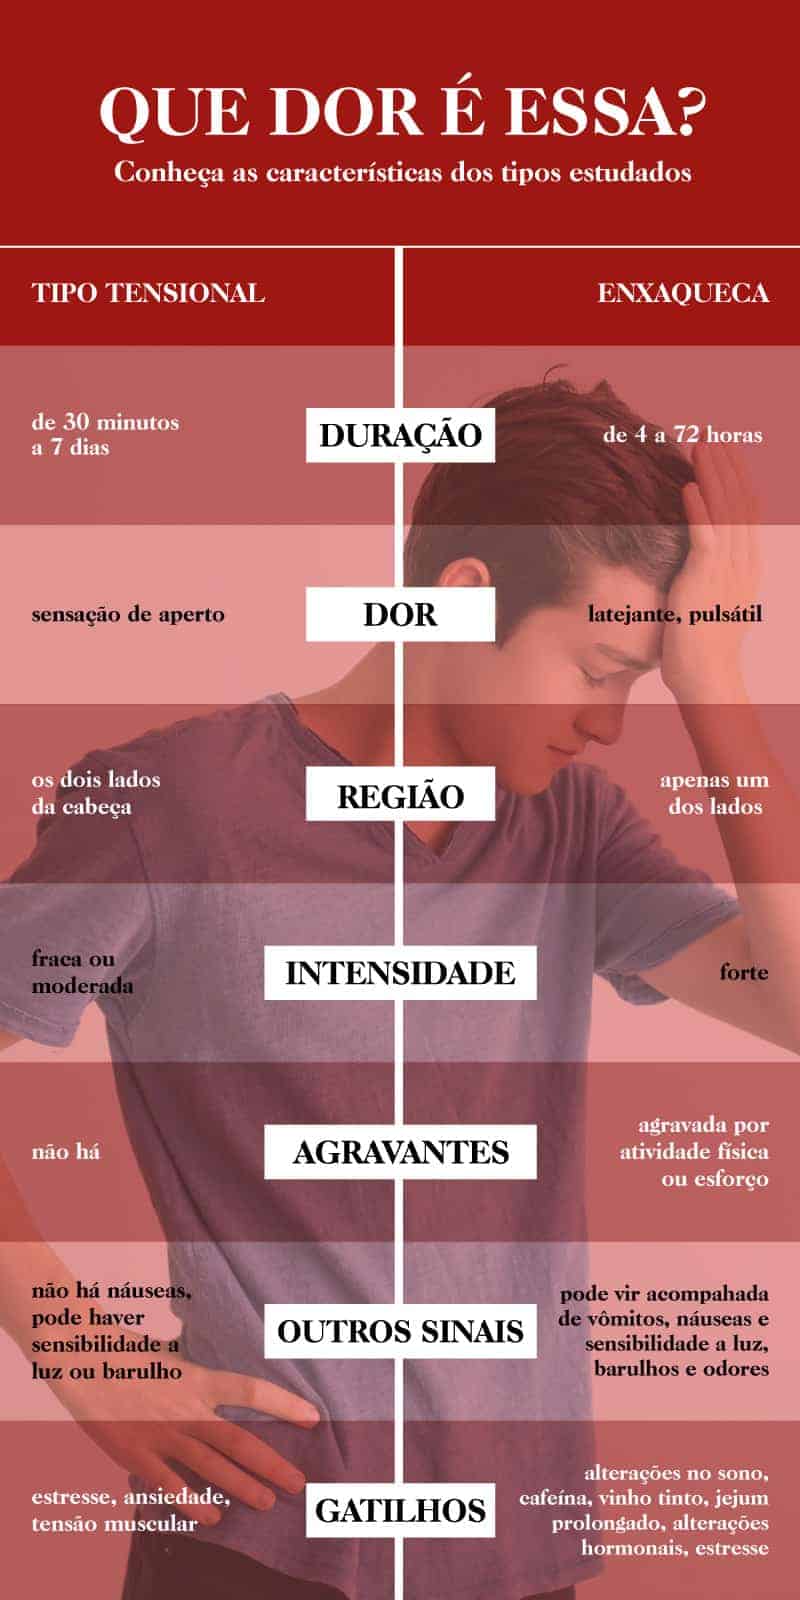 QUE DOR É ESSA?
Conheça as características dos tipos estudados
TIPO TENSIONAL
ENXAQUECA
de 30 minutos
a 7 dias
DURAÇÃO
de 4 a 72 horas
sensação de aperto
DOR
latejante, pulsátil
os dois lados
da cabeça
REGIÃO
apenas um
dos lados
fraca ou
moderada
INTENSIDADE
forte
não há
AGRAVANTES
agravada por
atividade física
ou esforço
não há náuseas,
pode haver
sensibilidade a
luz ou barulho
OUTROS SINAIS
pode vir acompahada
de vômitos, náuseas e
sensibilidade a luz,
barulhos e odores
estresse, ansiedade,
tensão muscular
GATILHOS
alterações no sono,
cafeína, vinho tinto, jejum
prolongado, alterações
hormonais, estresse